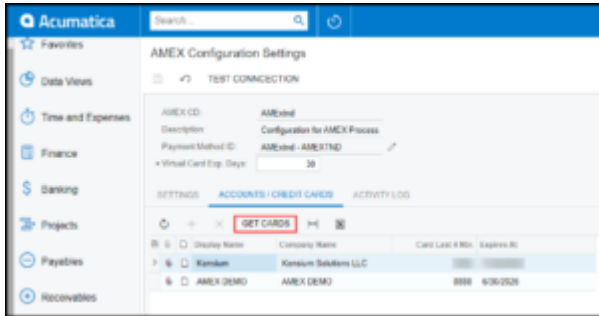 Acumatica
Search...
Favorites
AMEX Configuration Settings
TEST CONNCECTION
Data Views
AMEX CD: AMExtnd
Time and Expenses
Description: Configuration for AMEX Process
Payment Method ID: AMExtnd - AMEXTND
Finance
* Virtual Card Exp. Days: 30
Banking
SETTINGS ACCOUNTS / CREDIT CARDS ACTIVITY LOG
Projects
GET CARDS
Display Name Company Name Card Last 4 Nbr. Expires At
Payables
Kensium Kensium Solutions LLC
AMEX DEMO AMEX DEMO 8888 6/30/2026
Receivables